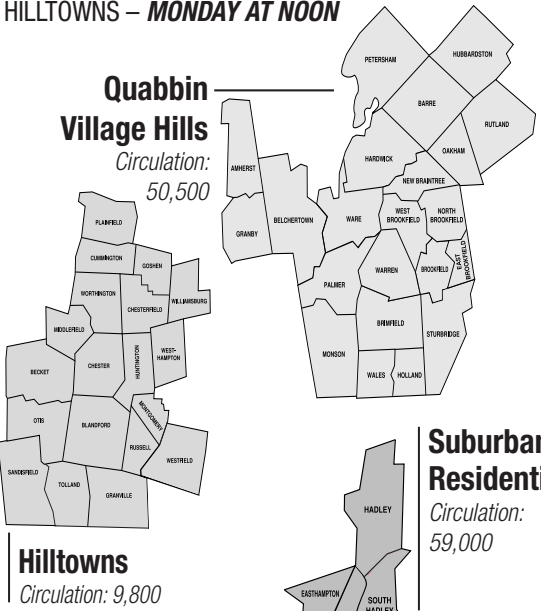 HILLTOWNS – MONDAY AT NOON
Quabbin
Village Hills
Circulation:
50,500
PETERSHAM
HUBBARDSTON
BARRE
RUTLAND
OAKHAM
HARDWICK
NEW BRAINTREE
AMHERST
GRANBY
BELCHERTOWN
WARE
WEST
BROOKFIELD
NORTH
BROOKFIELD
EAST
BROOKFIELD
BROOKFIELD
WARREN
PALMER
BRIMFIELD
STURBRIDGE
MONSON
WALES
HOLLAND
PLAINFIELD
CUMMINGTON
GOSHEN
WORTHINGTON
CHESTERFIELD
WILLIAMSBURG
MIDDLEFIELD
BECKET
CHESTER
HUNTINGTON
WEST-
HAMPTON
OTIS
BLANDFORD
MONTGOMERY
RUSSELL
WESTFIELD
SANDISFIELD
TOLLAND
GRANVILLE
Hilltowns
Circulation: 9,800
Suburban
Residenti
Circulation:
59,000
HADLEY
EASTHAMPTON
SOUTH
HADLEY